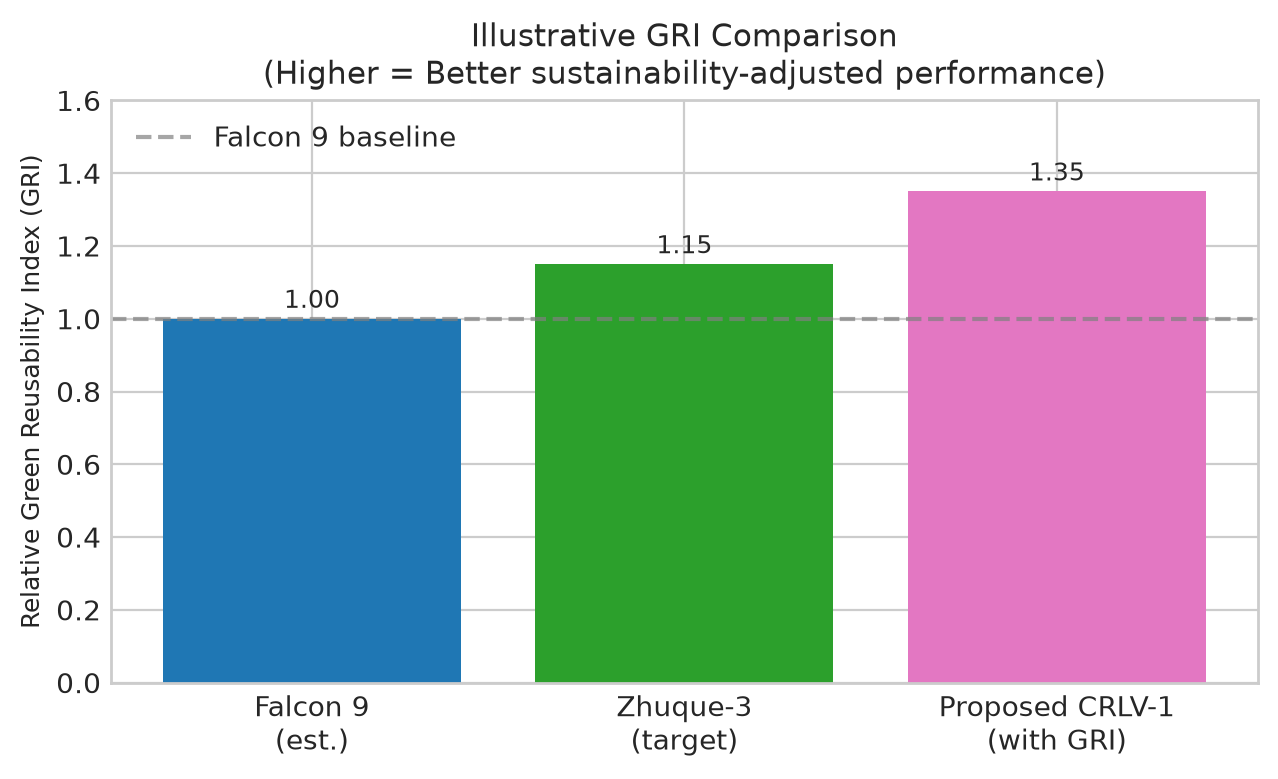 Illustrative GRI Comparison
(Higher = Better sustainability-adjusted performance)
Relative Green Reusability Index (GRI)
1.6
1.4
1.2
1.0
0.8
0.6
0.4
0.2
0.0
Falcon 9 baseline
1.00
1.15
1.35
Falcon 9
(est.)
Zhuque-3
(target)
Proposed CRLV-1
(with GRI)